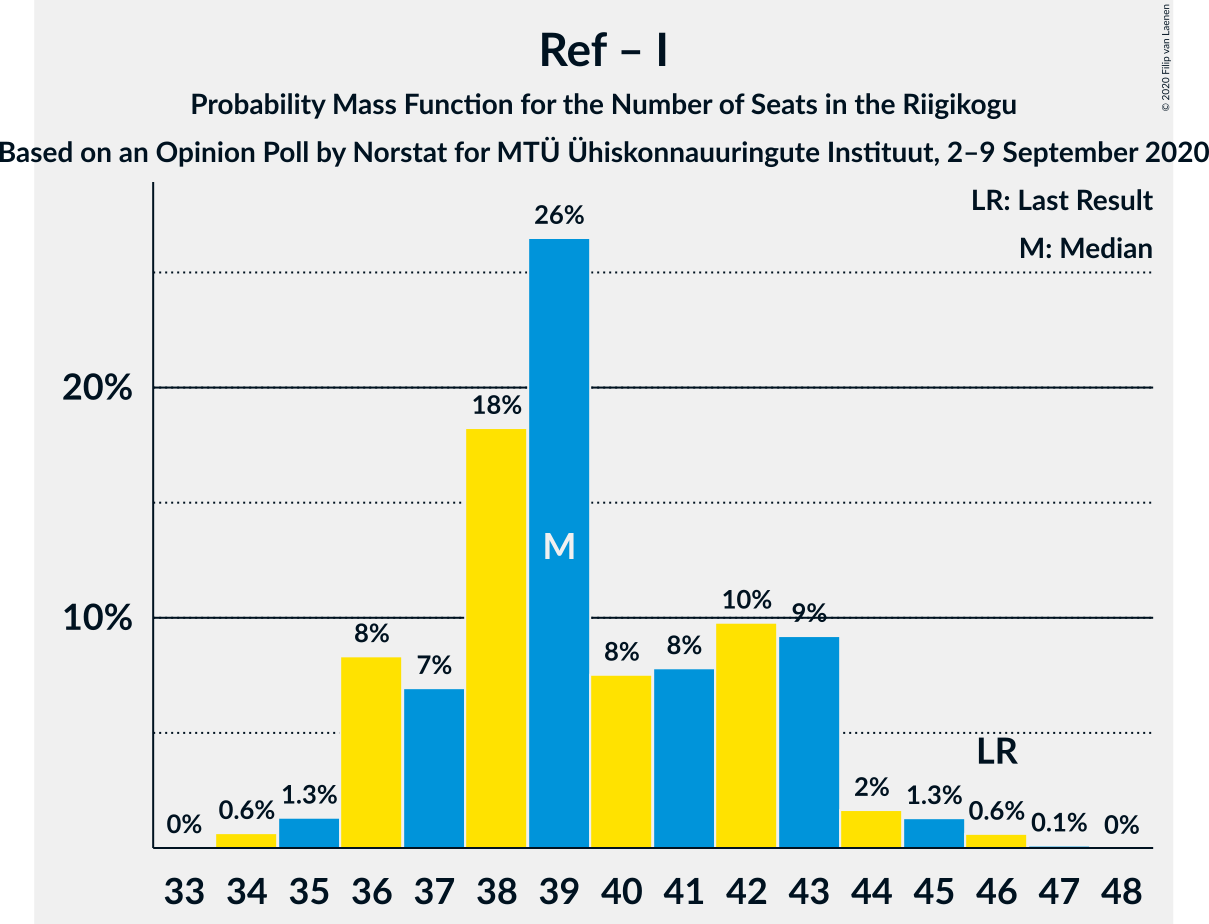 Ref – I
Probability Mass Function for the Number of Seats in the Riigikogu
Based on an Opinion Poll by Norstat for MTÜ Ühiskonnauuringute Instituut, 2–9 September 2020
© 2020 Filip van Laenen
LR: Last Result
M: Median
26%
20%
18%
M
10%
10%
9%
8%
7%
8%
8%
LR
2%
1.3%
1.3%
0.6%
0.6%
0.1%
0%
0%
33 34 35 36 37 38 39 40 41 42 43 44 45 46 47 48